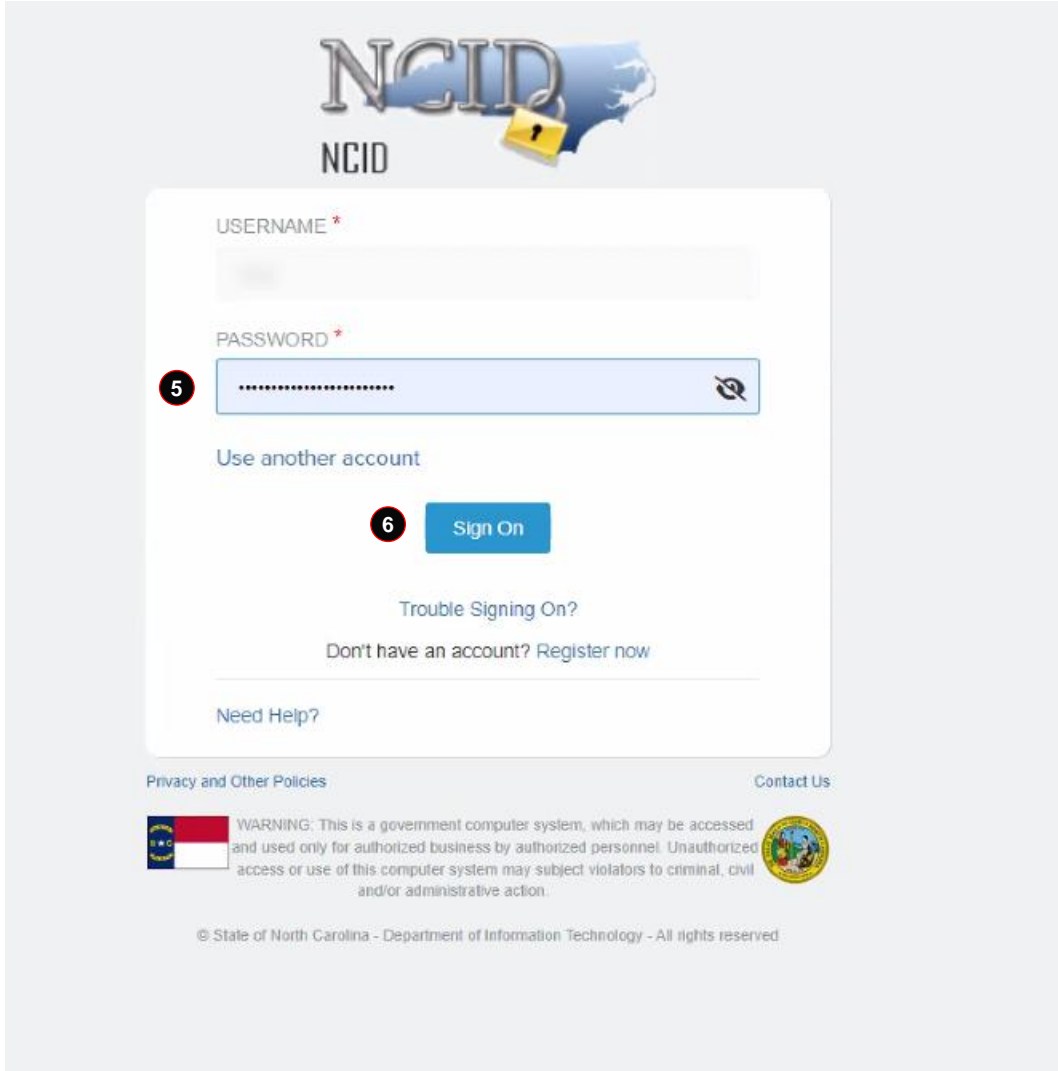 NCID
NCID
USERNAME *
PASSWORD *
5
••••••••••••••••••••••••
Use another account
6
Sign On
Trouble Signing On?
Don't have an account? Register now
Need Help?
Privacy and Other Policies
Contact Us
WARNING: This is a government computer system, which may be accessed
and used only for authorized business by authorized personnel. Unauthorized
access or use of this computer system may subject violators to criminal, civil
and/or administrative action.
© State of North Carolina - Department of Information Technology - All rights reserved